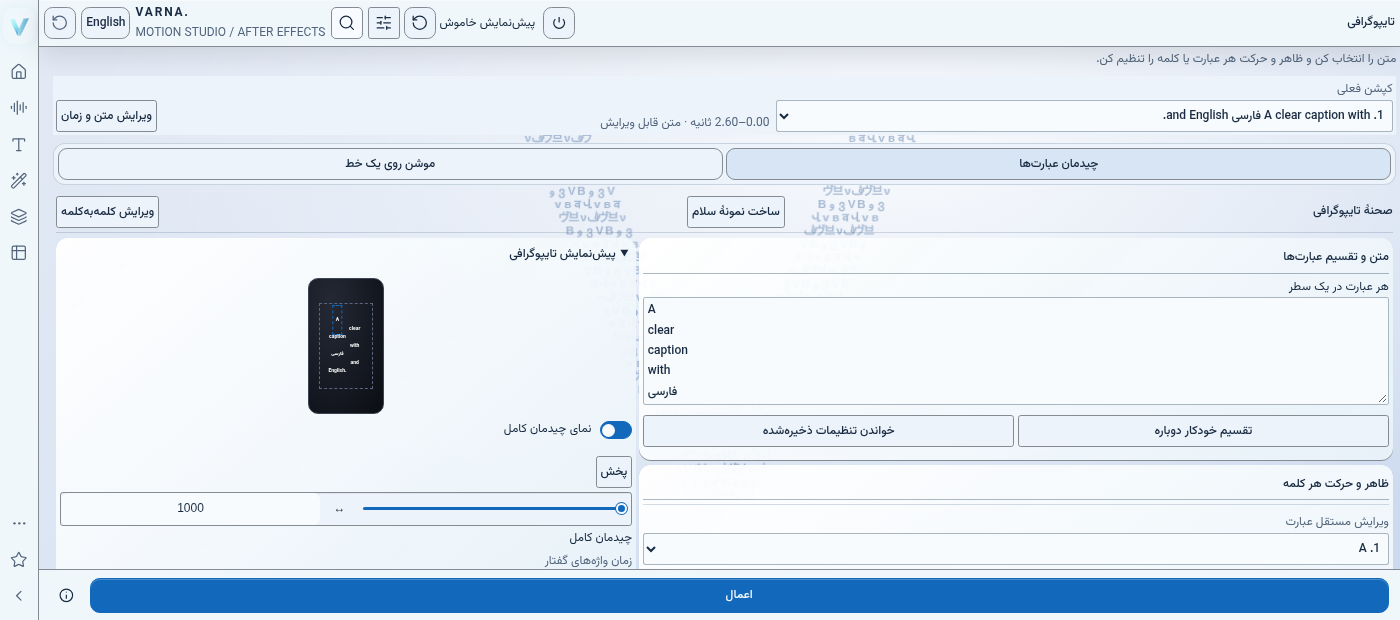 English
VARNA.
MOTION STUDIO / AFTER EFFECTS
پیش‌نمایش خاموش
تایپوگرافی
متن را انتخاب کن و ظاهر و حرکت هر عبارت یا کلمه را تنظیم کن.
کپشن فعلی
1. A clear caption with فارسی and English.
0.00–2.60 ثانیه · متن قابل ویرایش
ویرایش متن و زمان
چیدمان عبارت‌ها
موشن روی یک خط
صحنهٔ تایپوگرافی
ساخت نمونهٔ سلام
ویرایش کلمه‌به‌کلمه
متن و تقسیم عبارت‌ها
هر عبارت در یک سطر
A
clear
caption
with
فارسی
تقسیم خودکار دوباره
خواندن تنظیمات ذخیره‌شده
ظاهر و حرکت هر کلمه
ویرایش مستقل عبارت
1. A
▼ پیش‌نمایش تایپوگرافی
A
clear
caption
with
فارسی
and
English.
نمای چیدمان کامل
پخش
↔
1000
چیدمان کامل
زمان واژه‌های گفتار
اعمال